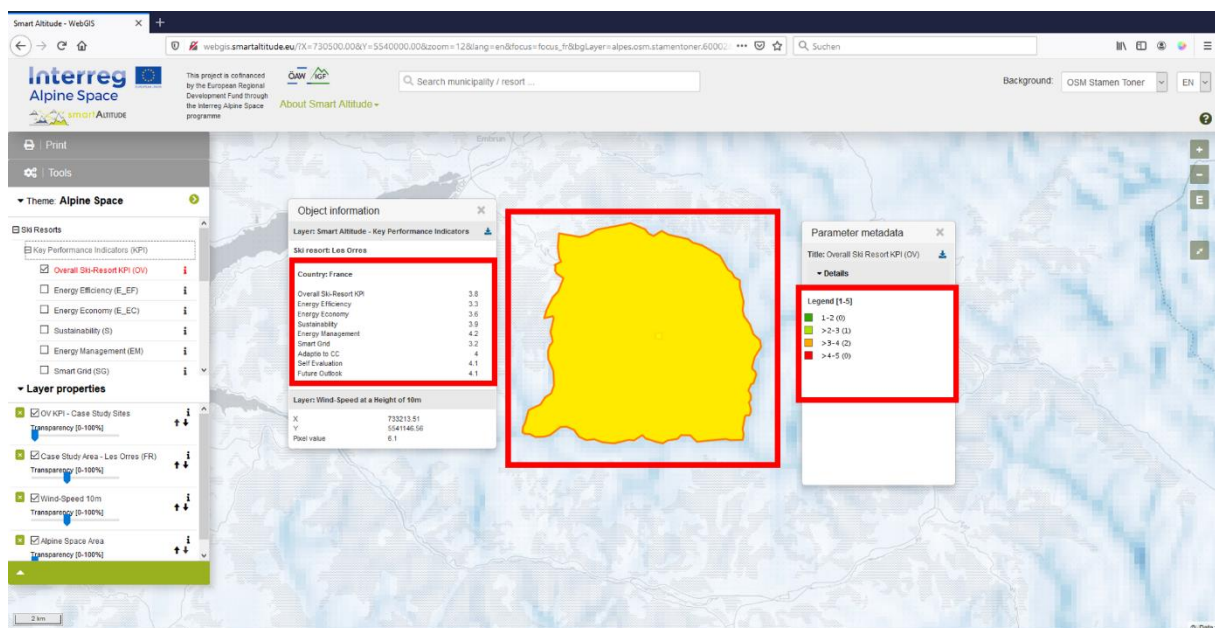 Smart Altitude - WebGIS
webgis.smartaltitude.eu/?X=730500.00&Y=5540000.00&zoom=12&lang=en&focus=focus_fr&bgLayer=alpes.osm.stamentoner.60002
Suchen
Interreg
Alpine Space
smartALTITUDE
This project is cofinanced
by the European Regional
Development Fund through
the Interreg Alpine Space
programme
ÖAW IGF
About Smart Altitude
Search municipality / resort ...
Background: OSM Stamen Toner EN
Print
Tools
Theme: Alpine Space
Ski Resorts
Key Performance Indicators (KPI)
Overall Ski-Resort KPI (OV)
Energy Efficiency (E_EF)
Energy Economy (E_EC)
Sustainability (S)
Energy Management (EM)
Smart Grid (SG)
Layer properties
OV KPI - Case Study Sites
Transparency [0-100%]
Case Study Area - Les Orres (FR)
Transparency [0-100%]
Wind-Speed 10m
Transparency [0-100%]
Alpine Space Area
Transparency [0-100%]
2 km
Embrun
Object information
Layer: Smart Altitude - Key Performance Indicators
Ski resort: Les Orres
Country: France
Overall Ski-Resort KPI 3.8
Energy Efficiency 3.3
Energy Economy 3.6
Sustainability 3.9
Energy Management 4.2
Smart Grid 3.2
Adaptio to CC 4
Self Evaluation 4.1
Future Outlook 4.1
Layer: Wind-Speed at a Height of 10m
X 733213.51
Y 5541146.56
Pixel value 6.1
Parameter metadata
Title: Overall Ski Resort KPI (OV)
Details
Legend [1-5]
1-2 (0)
>2-3 (1)
>3-4 (2)
>4-5 (0)
E